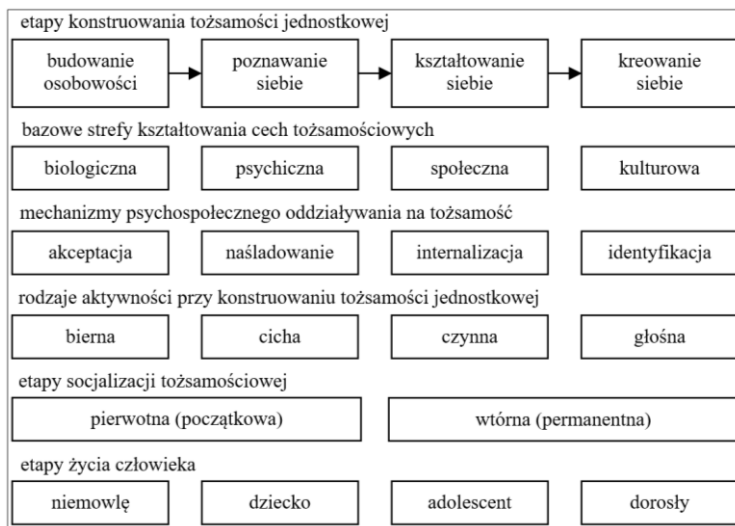 etapy konstruowania tożsamości jednostkowej
budowanie osobowości
poznawanie siebie
kształtowanie siebie
kreowanie siebie
bazowe strefy kształtowania cech tożsamościowych
biologiczna
psychiczna
społeczna
kulturowa
mechanizmy psychospołecznego oddziaływania na tożsamość
akceptacja
naśladowanie
internalizacja
identyfikacja
rodzaje aktywności przy konstruowaniu tożsamości jednostkowej
bierna
cicha
czynna
głośna
etapy socjalizacji tożsamościowej
pierwotna (początkowa)
wtórna (permanentna)
etapy życia człowieka
niemowlę
dziecko
adolescent
dorosły